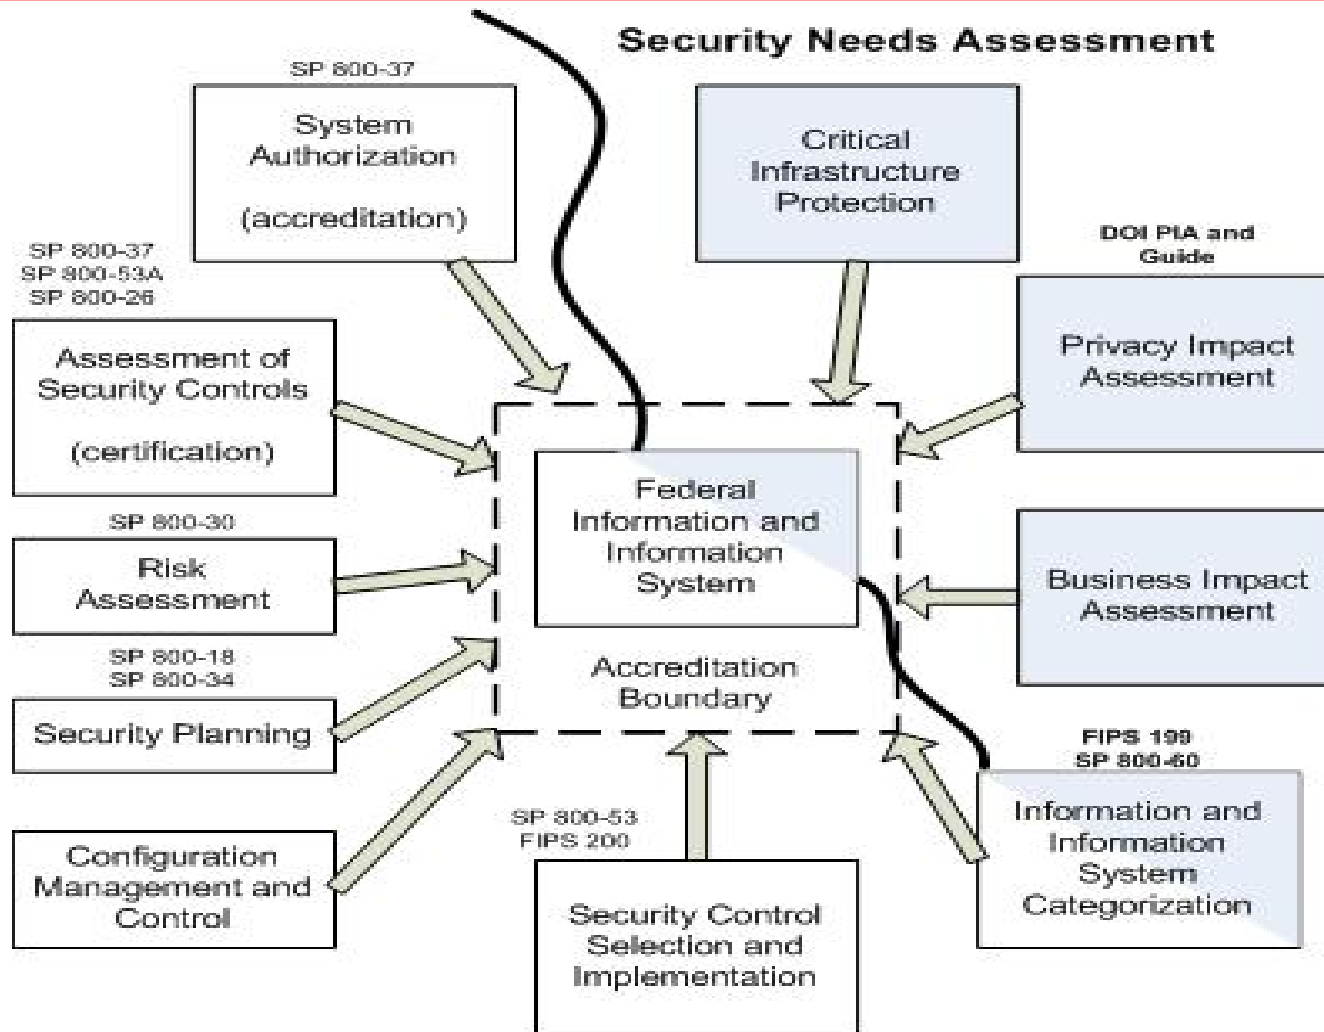 Security Needs Assessment
SP 800-37
System
Authorization
(accreditation)
Critical
Infrastructure
Protection
SP 800-37
SP 800-53A
SP 800-26
Assessment of
Security Controls
(certification)
DOI PIA and
Guide
Privacy Impact
Assessment
Federal
Information and
Information
System
SP 800-30
Risk
Assessment
Business Impact
Assessment
SP 800-18
SP 800-34
Security Planning
Accreditation
Boundary
FIPS 199
SP 800-60
Information and
Information
System
Categorization
Configuration
Management and
Control
SP 800-53
FIPS 200
Security Control
Selection and
Implementation